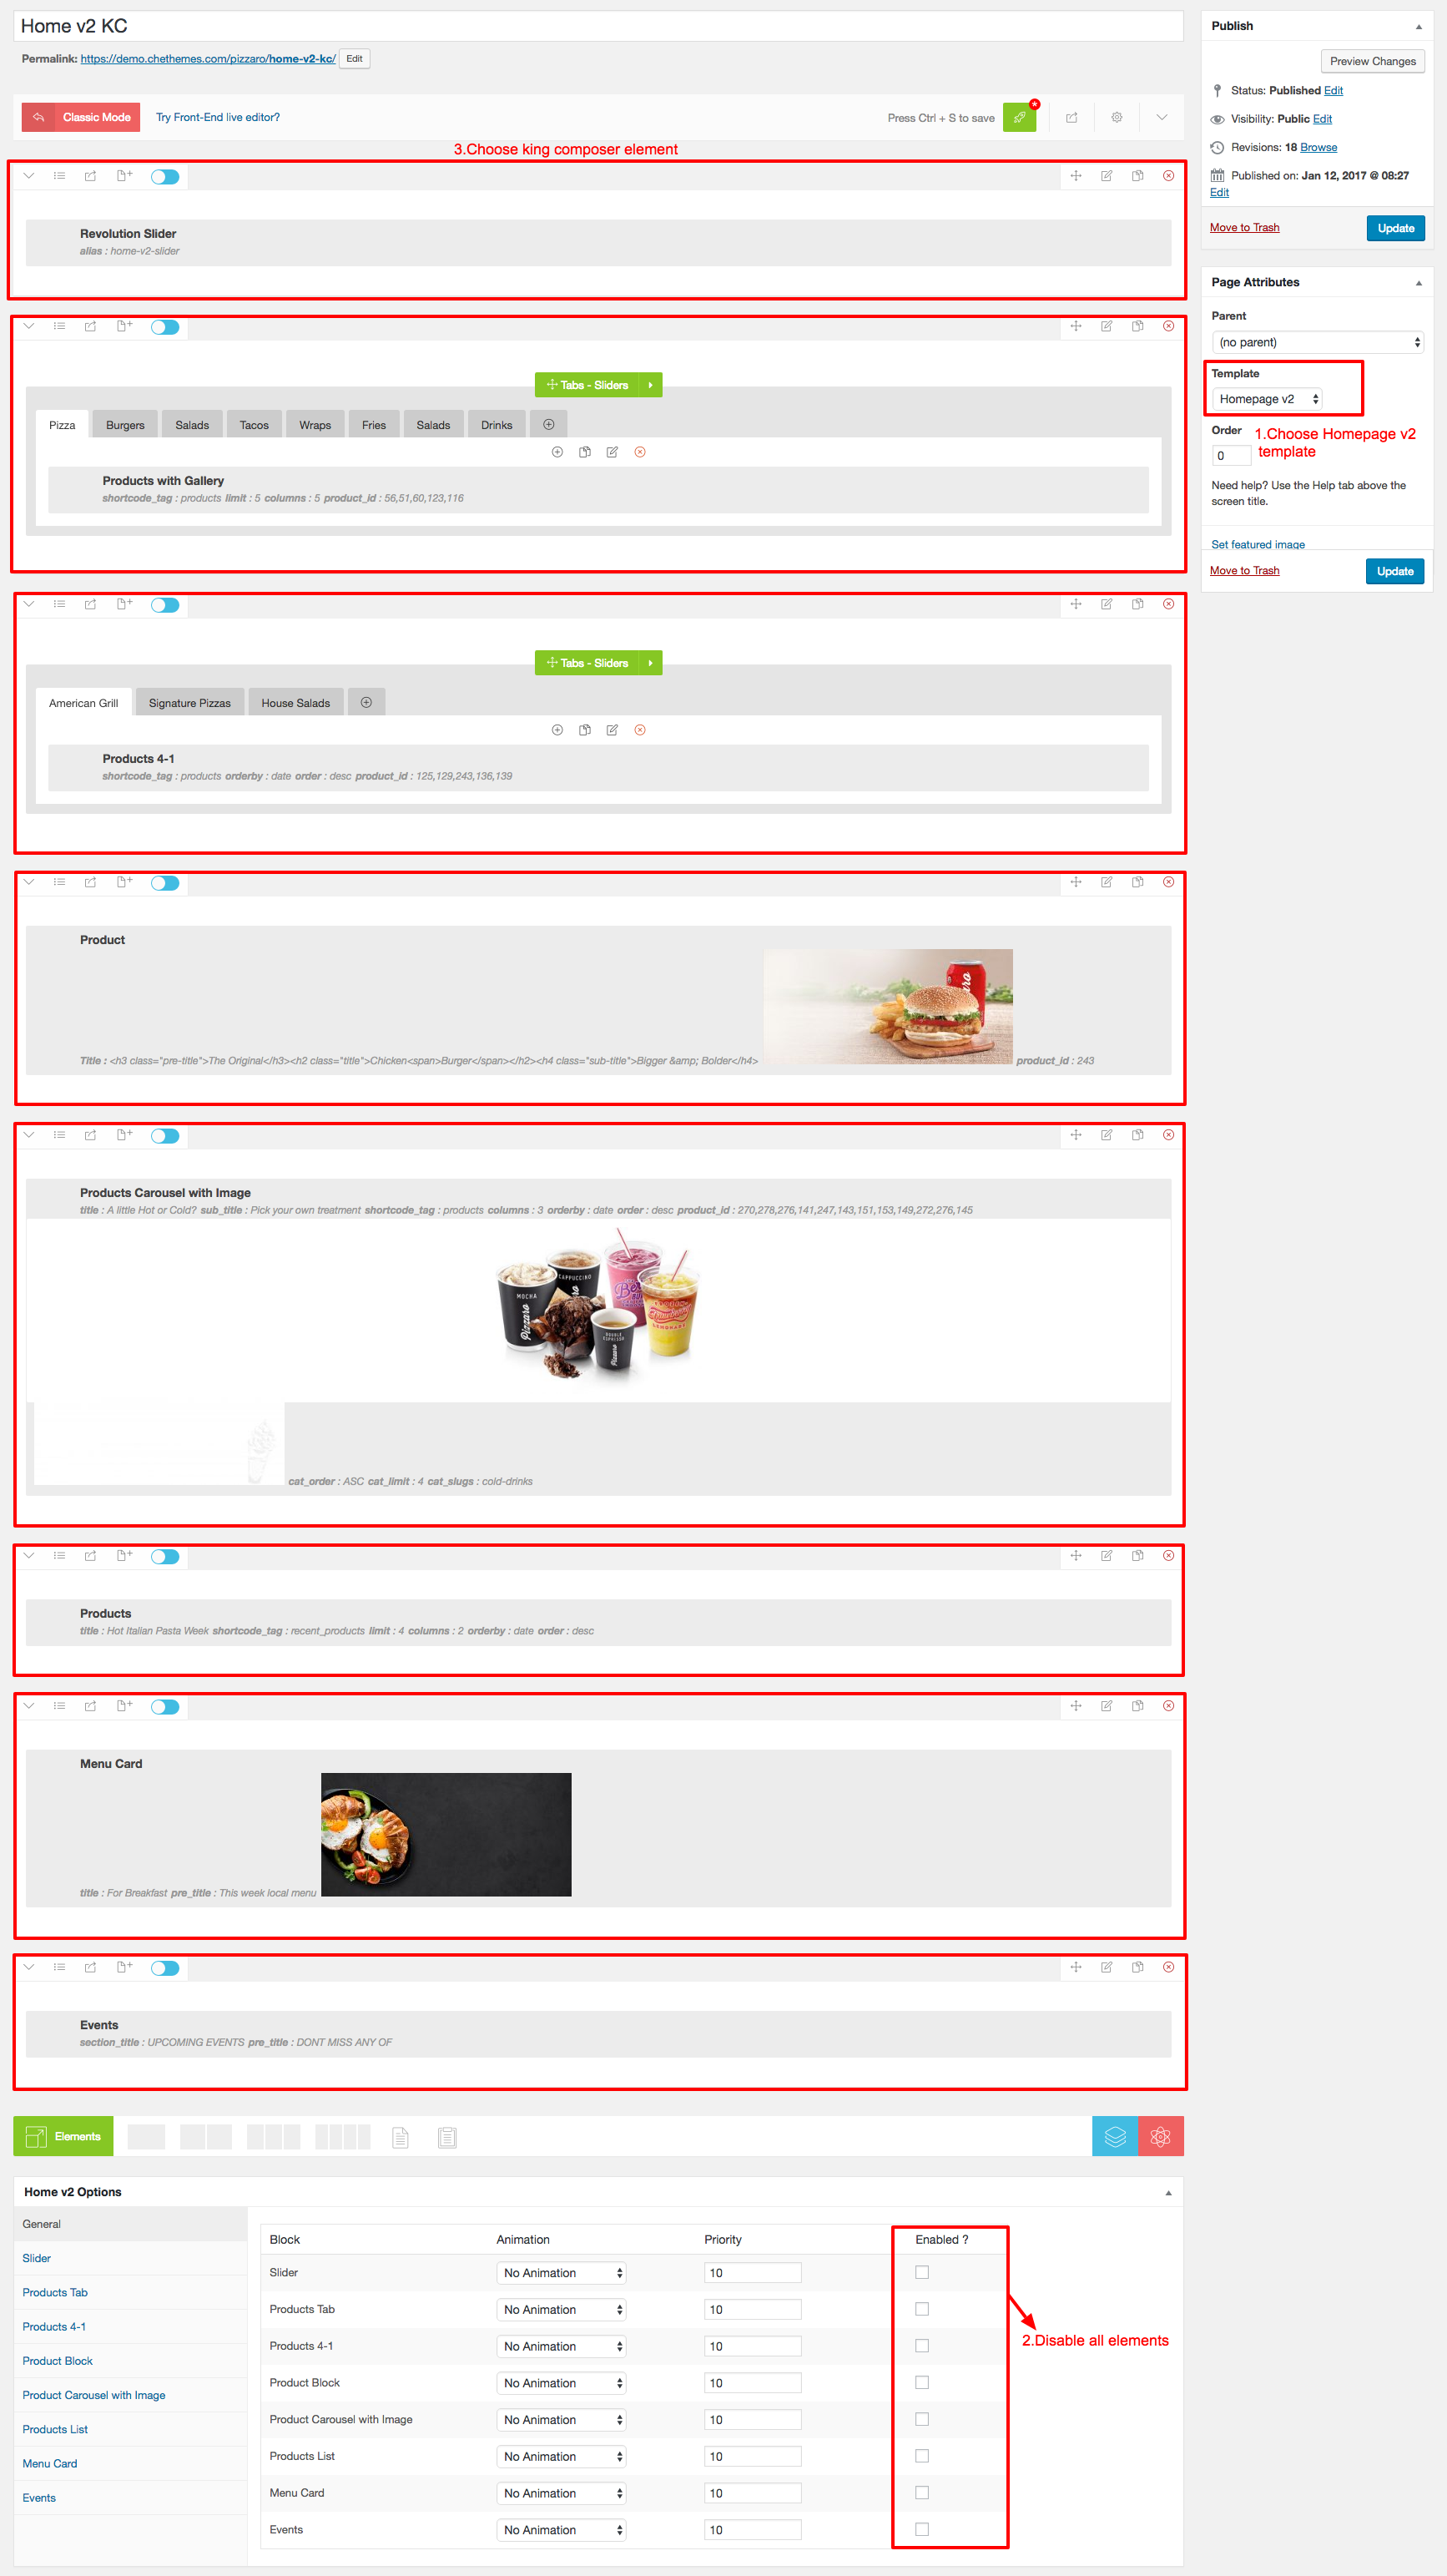 Home v2 KC
Permalink: https://demo.chethemes.com/pizzaro/home-v2-kc/ Edit
Classic Mode Try Front-End live editor? Press Ctrl + S to save
3.Choose king composer element
Revolution Slider
alias : home-v2-slider
Tabs - Sliders
Pizza Burgers Salads Tacos Wraps Fries Salads Drinks
Products with Gallery
shortcode_tag : products limit : 5 columns : 5 product_id : 56,51,60,123,116
Tabs - Sliders
American Grill Signature Pizzas House Salads
Products 4-1
shortcode_tag : products orderby : date order : desc product_id : 125,129,243,136,139
Product
Pizzaro
Title : <h3 class="pre-title">The Original</h3><h2 class="title">Chicken<span>Burger</span></h2><h4 class="sub-title">Bigger &amp; Bolder</h4> product_id : 243
Products Carousel with Image
title : A little Hot or Cold? sub_title : Pick your own treatment shortcode_tag : products columns : 3 orderby : date order : desc product_id : 270,278,276,141,247,143,151,153,149,272,276,145
CAPPUCCINO
MOCHA
Pizzaro
Pizzaro
DOUBLE
ESPRESSO
Pizzaro
cat_order : ASC cat_limit : 4 cat_slugs : cold-drinks
Products
title : Hot Italian Pasta Week shortcode_tag : recent_products limit : 4 columns : 2 orderby : date order : desc
Menu Card
title : For Breakfast pre_title : This week local menu
Events
section_title : UPCOMING EVENTS pre_title : DONT MISS ANY OF
Elements
Home v2 Options
General
Slider
Products Tab
Products 4-1
Product Block
Product Carousel with Image
Products List
Menu Card
Events
Block Animation Priority Enabled ?
Slider No Animation 10
Products Tab No Animation 10
Products 4-1 No Animation 10
Product Block No Animation 10
Product Carousel with Image No Animation 10
Products List No Animation 10
Menu Card No Animation 10
Events No Animation 10
2.Disable all elements
Publish
Preview Changes
Status: Published Edit
Visibility: Public Edit
Revisions: 18 Browse
Published on: Jan 12, 2017 @ 08:27
Edit
Move to Trash Update
Page Attributes
Parent
(no parent)
Template
Homepage v2
Order
0
1.Choose Homepage v2
template
Need help? Use the Help tab above the
screen title.
Set featured image
Move to Trash Update